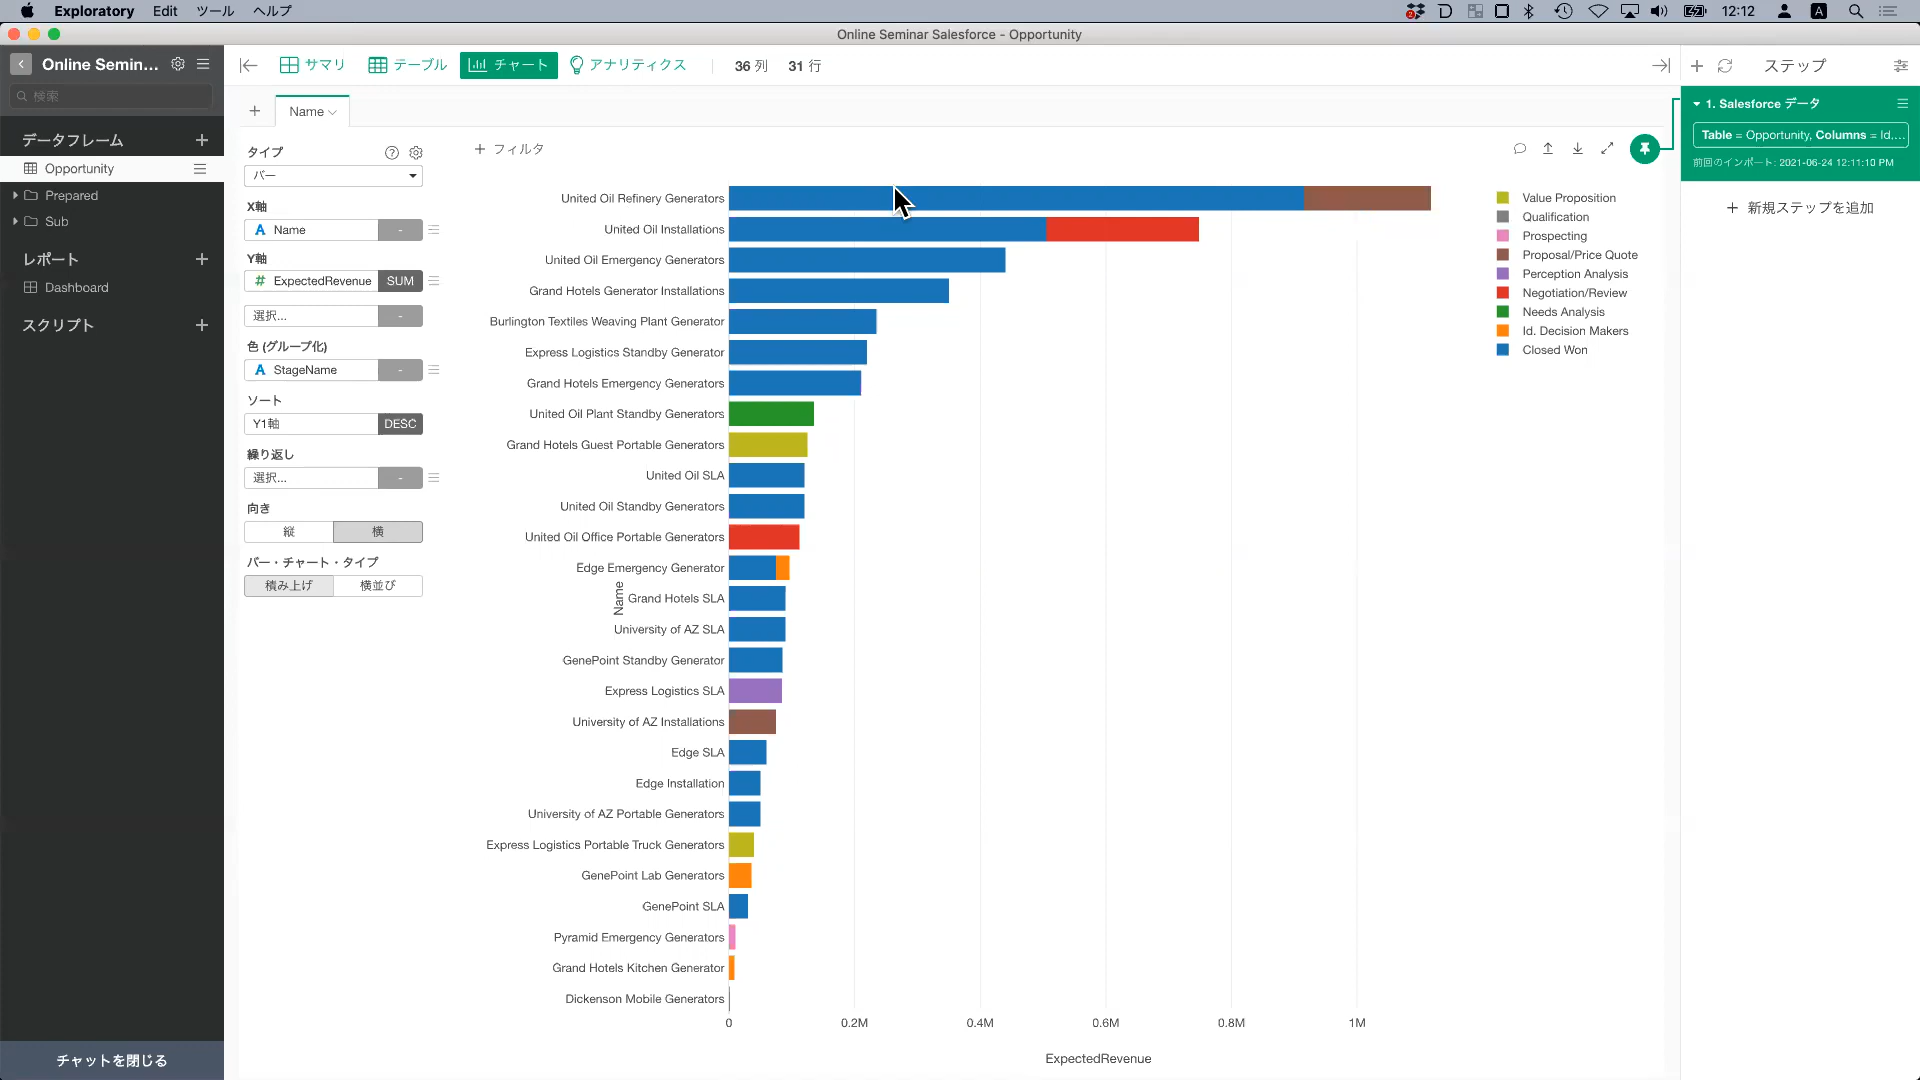 Exploratory Edit ツール ヘルプ
2 D 12:12 A
Online Seminar Salesforce - Opportunity
Online Semin...
検索
データフレーム
Opportunity
Prepared
Sub
レポート
Dashboard
スクリプト
チャットを閉じる
サマリ テーブル チャート アナリティクス 36 列 31 行
Name
タイプ
バー
X軸
A Name -
Y軸
# ExpectedRevenue SUM
選択... -
色 (グループ化)
A StageName -
ソート
Y1軸 DESC
繰り返し
選択... -
向き
縦 横
バー・チャート・タイプ
積み上げ 横並び
+ フィルタ
United Oil Refinery Generators
United Oil Installations
United Oil Emergency Generators
Grand Hotels Generator Installations
Burlington Textiles Weaving Plant Generator
Express Logistics Standby Generator
Grand Hotels Emergency Generators
United Oil Plant Standby Generators
Grand Hotels Guest Portable Generators
United Oil SLA
United Oil Standby Generators
United Oil Office Portable Generators
Edge Emergency Generator
Grand Hotels SLA
University of AZ SLA
GenePoint Standby Generator
Express Logistics SLA
University of AZ Installations
Edge SLA
Edge Installation
University of AZ Portable Generators
Express Logistics Portable Truck Generators
GenePoint Lab Generators
GenePoint SLA
Pyramid Emergency Generators
Grand Hotels Kitchen Generator
Dickenson Mobile Generators
Name
0 0.2M 0.4M 0.6M 0.8M 1M
ExpectedRevenue
Value Proposition
Qualification
Prospecting
Proposal/Price Quote
Perception Analysis
Negotiation/Review
Needs Analysis
Id. Decision Makers
Closed Won
ステップ
1. Salesforce データ
Table = Opportunity, Columns = Id,...
前回のインポート: 2021-06-24 12:11:10 PM
+ 新規ステップを追加